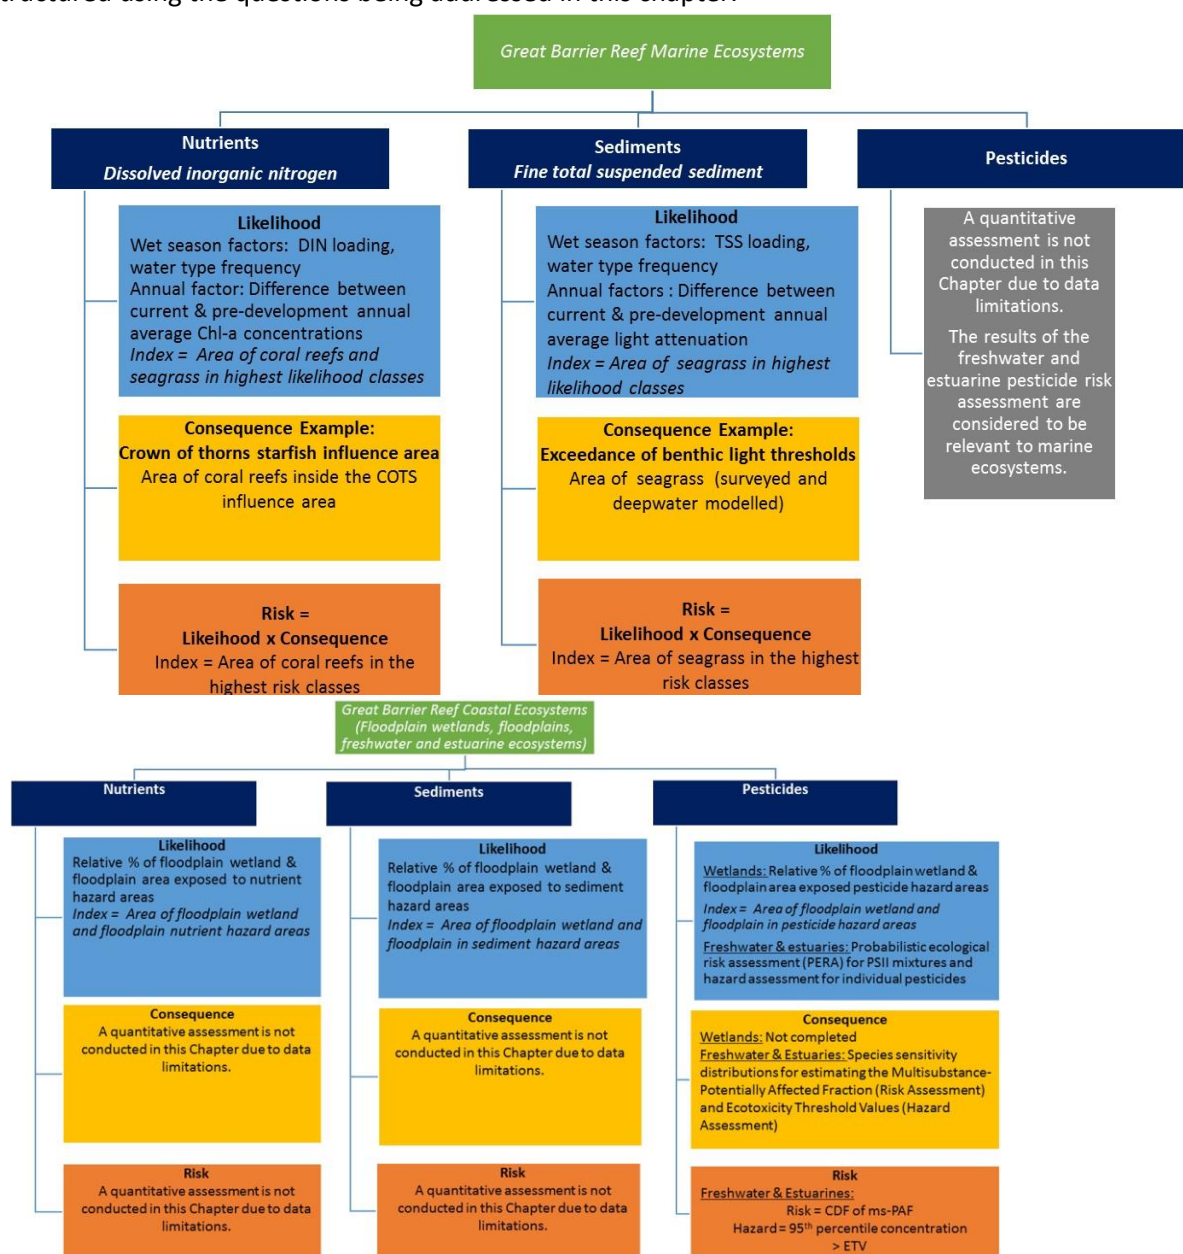 tructured using the questions being addressed in this chapter.
Great Barrier Reef Marine Ecosystems
Nutrients
Dissolved inorganic nitrogen
Likelihood
Wet season factors: DIN loading,
water type frequency
Annual factor: Difference between
current & pre-development annual
average Chl-a concentrations
Index = Area of coral reefs and
seagrass in highest likelihood classes
Consequence Example:
Crown of thorns starfish influence area
Area of coral reefs inside the COTS
influence area
Risk =
Likeihood x Consequence
Index = Area of coral reefs in the
highest risk classes
Sediments
Fine total suspended sediment
Likelihood
Wet season factors: TSS loading,
water type frequency
Annual factors : Difference between
current & pre-development annual
average light attenuation
Index = Area of seagrass in highest
likelihood classes
Consequence Example:
Exceedance of benthic light thresholds
Area of seagrass (surveyed and
deepwater modelled)
Risk =
Likelihood x Consequence
Index = Area of seagrass in the highest
risk classes
Pesticides
A quantitative
assessment is not
conducted in this
Chapter due to data
limitations.
The results of the
freshwater and
estuarine pesticide risk
assessment are
considered to be
relevant to marine
ecosystems.
Great Barrier Reef Coastal Ecosystems
(Floodplain wetlands, floodplains,
freshwater and estuarine ecosystems)
Nutrients
Likelihood
Relative % of floodplain wetland &
floodplain area exposed to nutrient
hazard areas
Index = Area of floodplain wetland
and floodplain nutrient hazard areas
Consequence
A quantitative assessment is not
conducted in this Chapter due to data
limitations.
Risk
A quantitative assessment is not
conducted in this Chapter due to data
limitations.
Sediments
Likelihood
Relative % of floodplain wetland &
floodplain area exposed to sediment
hazard areas
Index = Area of floodplain wetland and
floodplain in sediment hazard areas
Consequence
A quantitative assessment is not
conducted in this Chapter due to data
limitations.
Risk
A quantitative assessment is not
conducted in this Chapter due to data
limitations.
Pesticides
Likelihood
Wetlands: Relative % of floodplain wetland &
floodplain area exposed pesticide hazard areas
Index = Area of floodplain wetland and
floodplain in pesticide hazard areas
Freshwater & estuaries: Probabilistic ecological
risk assessment (PERA) for PSII mixtures and
hazard assessment for individual pesticides
Consequence
Wetlands: Not completed
Freshwater & Estuaries: Species sensitivity
distributions for estimating the Multisubstance-
Potentially Affected Fraction (Risk Assessment)
and Ecotoxicity Threshold Values (Hazard
Assessment)
Risk
Freshwater & Estuarines:
Risk = CDF of ms-PAF
Hazard = 95th percentile concentration
> ETV